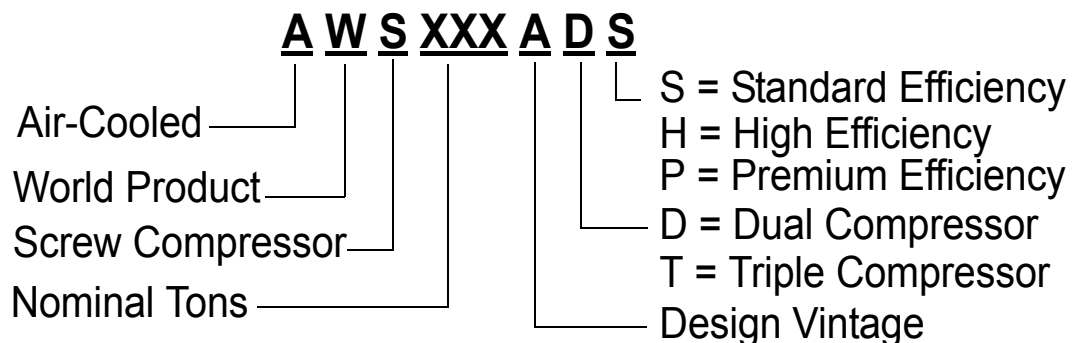 A W S XXX A D S
Air-Cooled
World Product
Screw Compressor
Nominal Tons
S = Standard Efficiency
H = High Efficiency
P = Premium Efficiency
D = Dual Compressor
T = Triple Compressor
Design Vintage